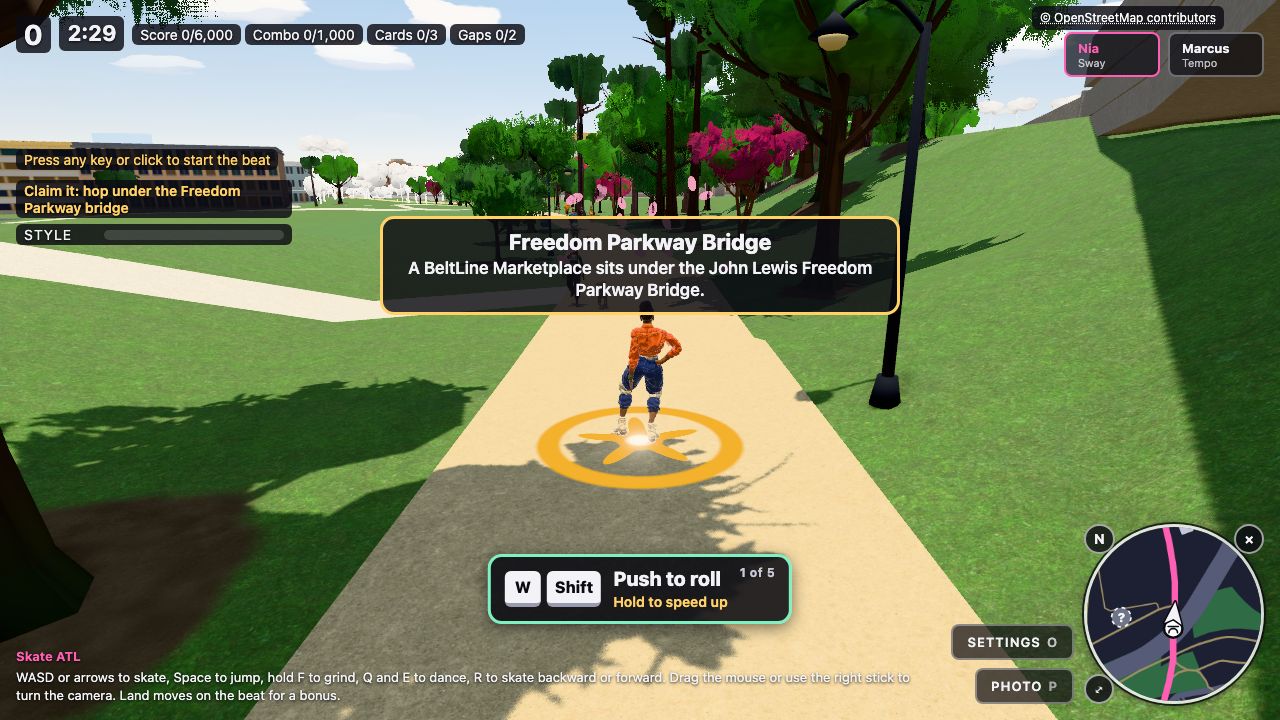 0
2:29
Score 0/6,000
Combo 0/1,000
Cards 0/3
Gaps 0/2
© OpenStreetMap contributors
Nia
Sway
Marcus
Tempo
Press any key or click to start the beat
Claim it: hop under the Freedom
Parkway bridge
STYLE
Freedom Parkway Bridge
A BeltLine Marketplace sits under the John Lewis Freedom
Parkway Bridge.
W
Shift
Push to roll
1 of 5
Hold to speed up
N
×
?
SETTINGS O
PHOTO P
Skate ATL
WASD or arrows to skate, Space to jump, hold F to grind, Q and E to dance, R to skate backward or forward. Drag the mouse or use the right stick to
turn the camera. Land moves on the beat for a bonus.